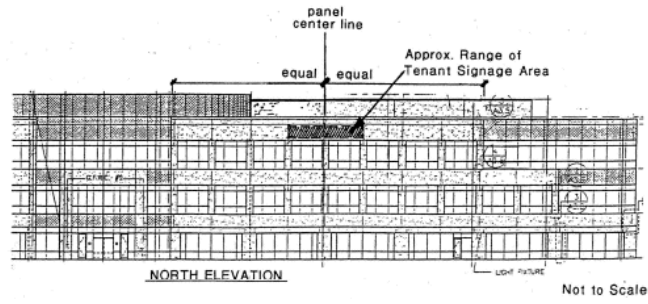 panel
center line
Approx. Range of
Tenant Signage Area
equal
equal
NORTH ELEVATION
LIGHT FIXTURE
Not to Scale